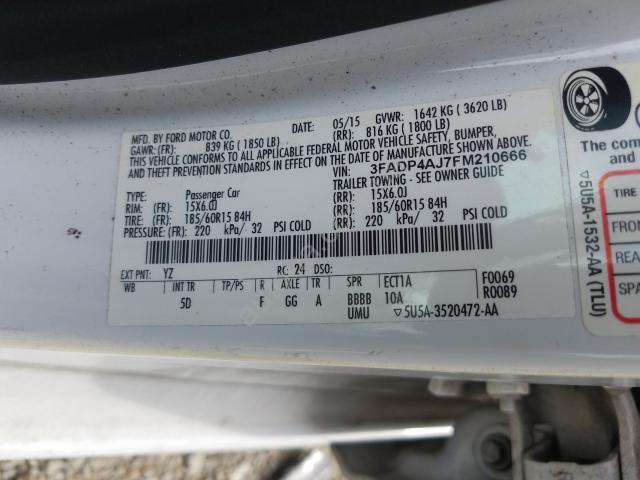 MFD. BY FORD MOTOR CO.
DATE: 05/15 GVWR: 1642 KG ( 3620 LB)
GAWR: (FR): 839 KG ( 1850 LB) (RR): 816 KG ( 1800 LB)
THIS VEHICLE CONFORMS TO ALL APPLICABLE FEDERAL MOTOR VEHICLE SAFETY, BUMPER,
AND THEFT PREVENTION STANDARDS IN EFFECT ON THE DATE OF MANUFACTURE SHOWN ABOVE.
VIN: 3FADP4AJ7FM210666
TYPE: Passenger Car TRAILER TOWING - SEE OWNER GUIDE
RIM: (FR): 15X6.0J (RR): 15X6.0J
TIRE: (FR): 185/60R15 84H (RR): 185/60R15 84H
PRESSURE: (FR): 220 kPa/ 32 PSI COLD (RR): 220 kPa/ 32 PSI COLD
EXT PNT: YZ RC: 24 DSO:
WB INT TR TP/PS R AXLE TR SPR ECT1A F0069
5D F GG A BBBB 10A R0089
UMU ▽5U5A-3520472-AA
▽5U5A-1532-AA (TLU)
The com
TIRE
FRON
REA
SPA